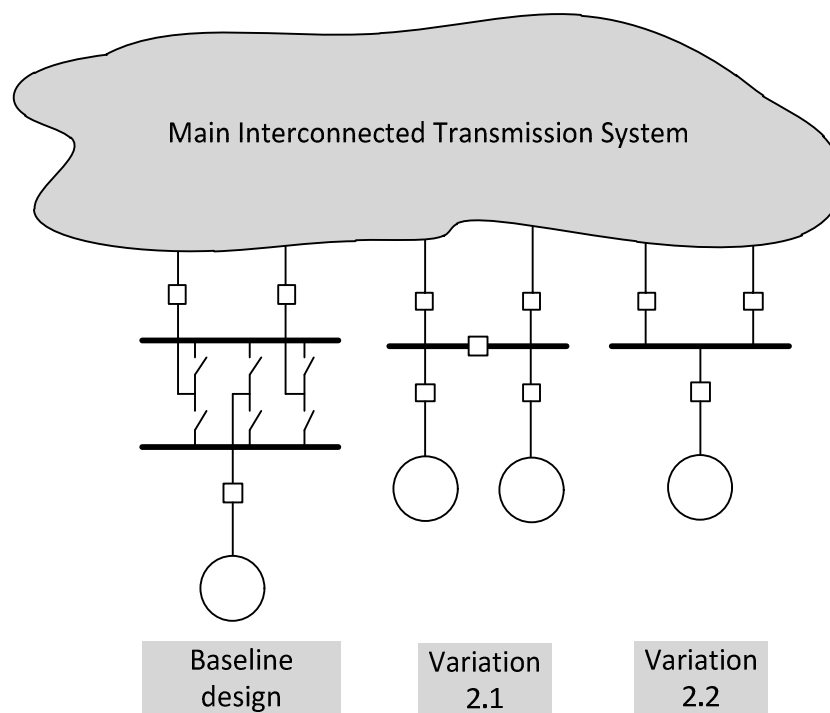 Main Interconnected Transmission System
Baseline
design
Variation
2.1
Variation
2.2